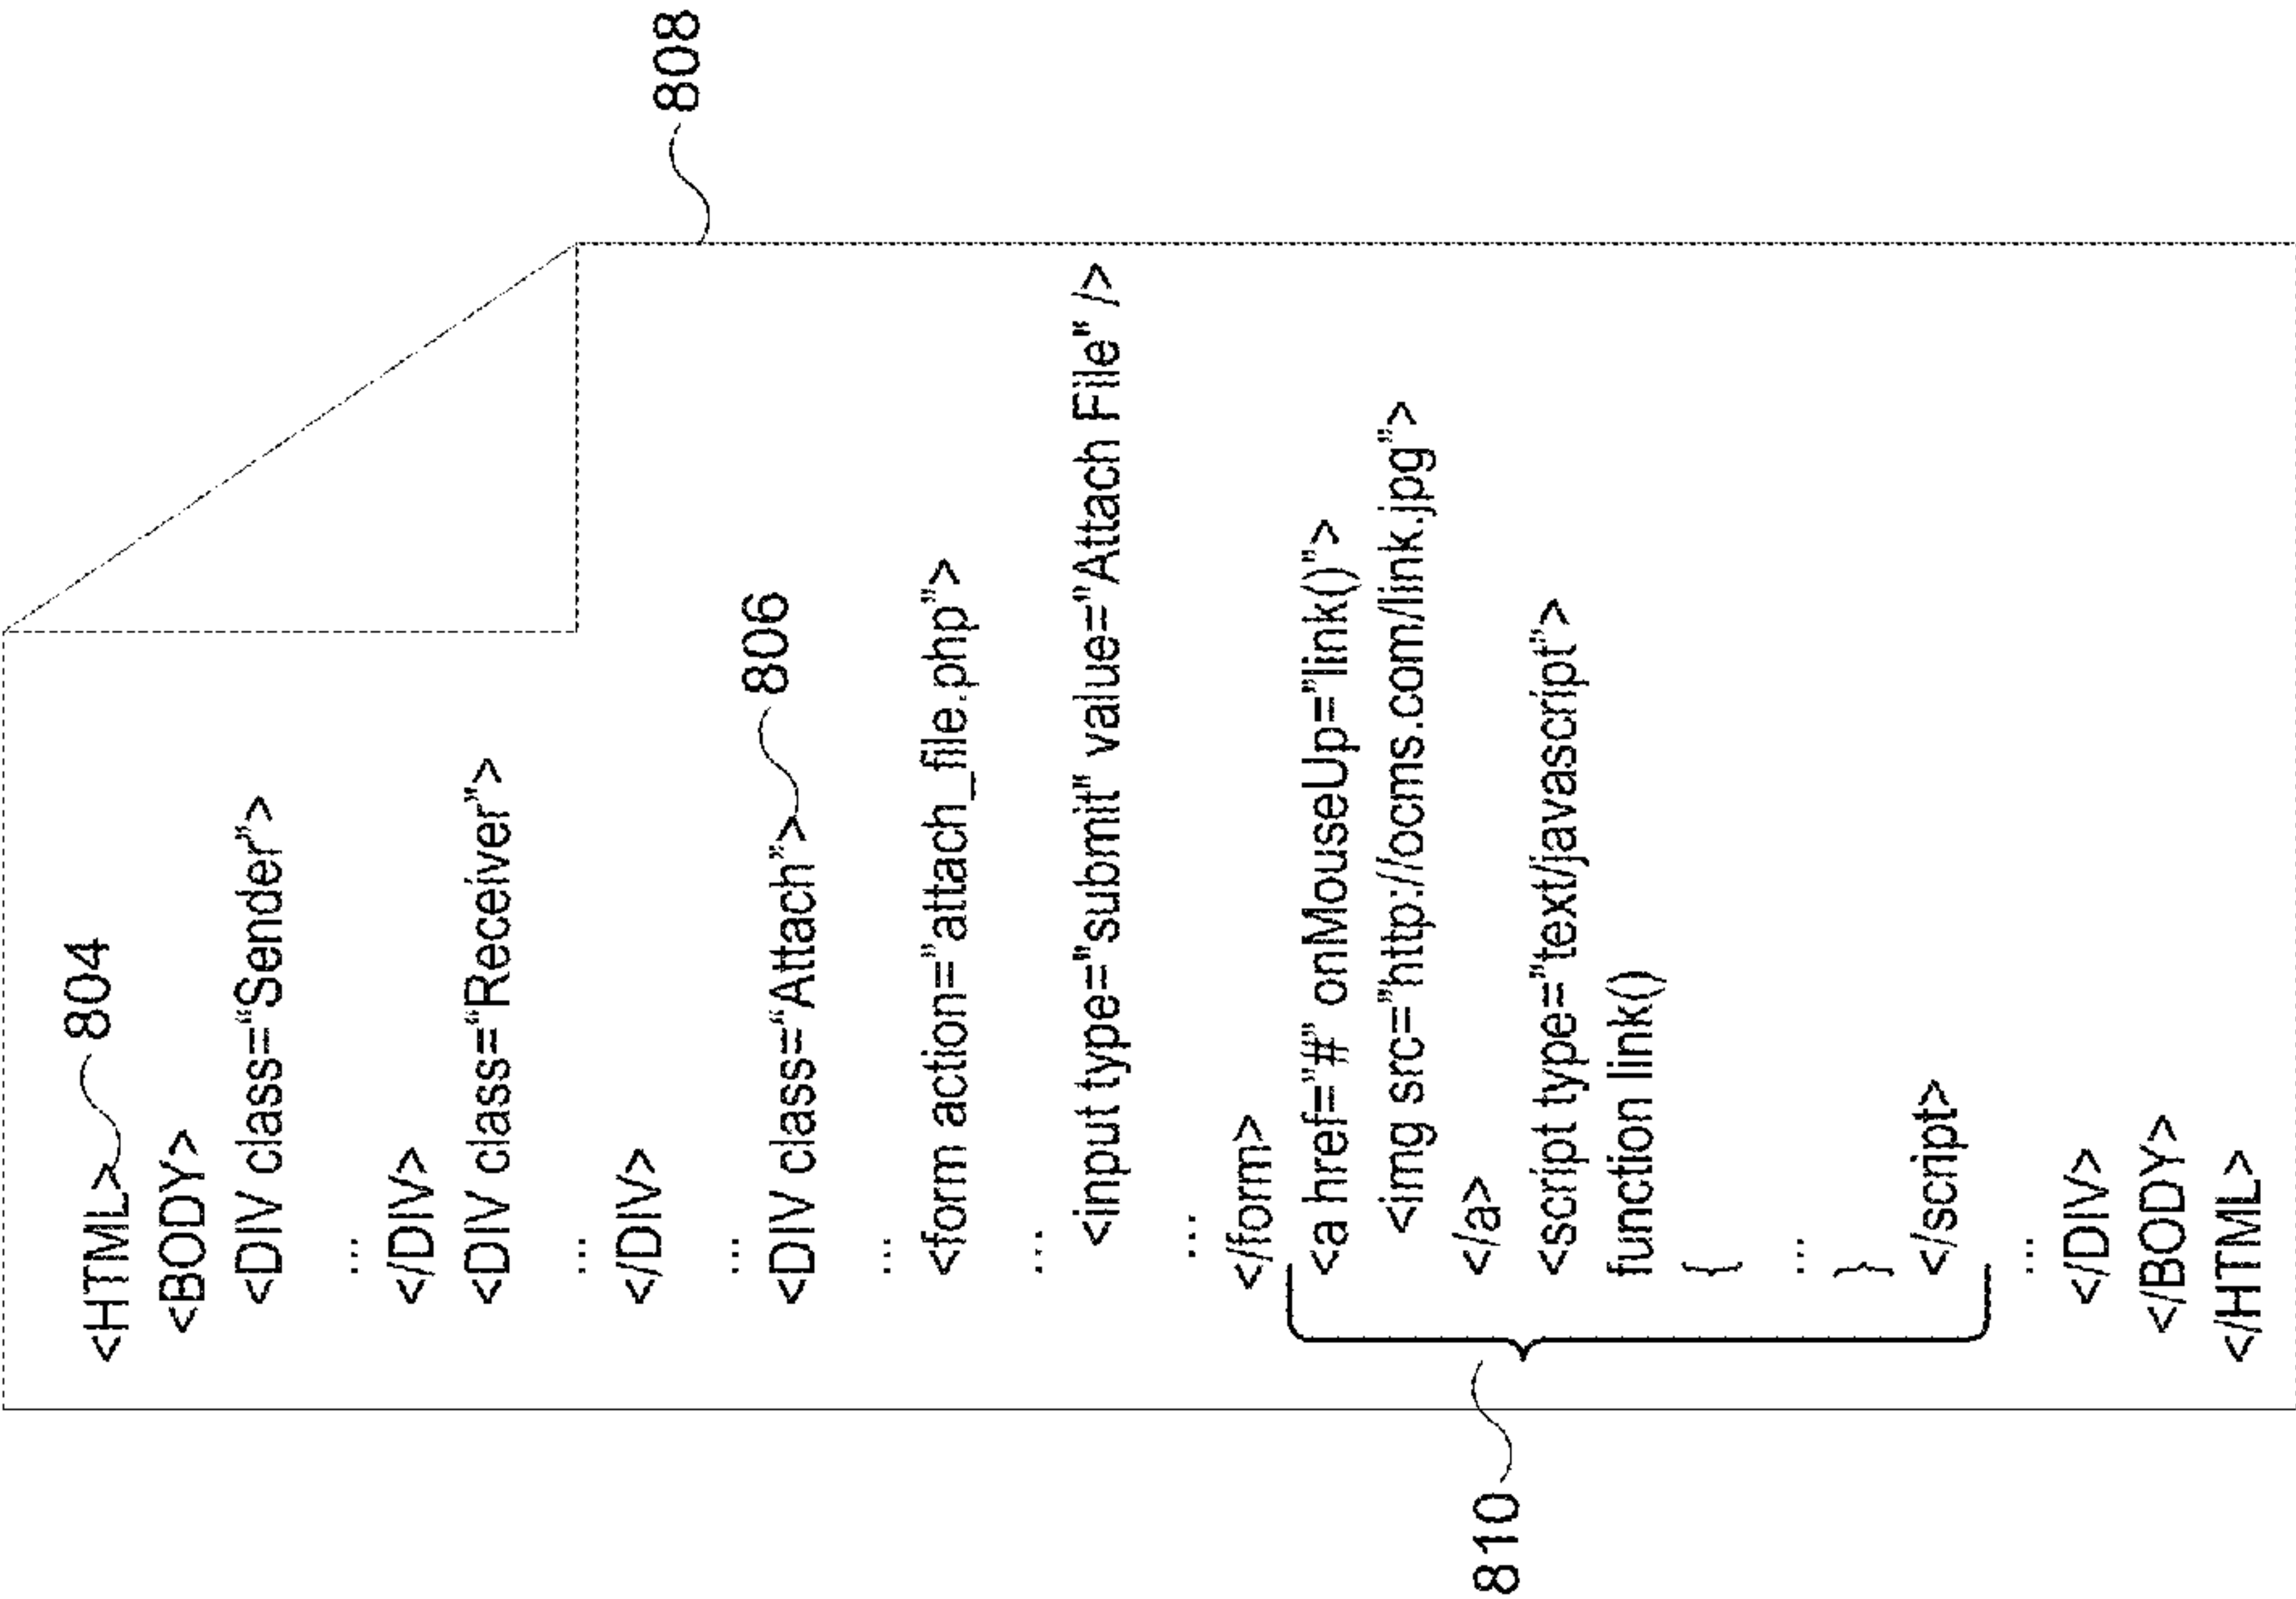 808
<HTML> 804
<BODY>
<DIV class=“Sender”>
...
</DIV>
<DIV class=“Receiver”>
...
</DIV>
...
<DIV class=“Attach”> 806
...
<form action=”attach_file.php”>
...
<input type="submit" value="Attach File" />
...
</form>
<a href=”#” onMouseUp=”link()”>
<img src=”http://ocms.com/link.jpg”>
</a>
<script type=”text/javascript”>
function link()
{
...
}
</script>
810
...
</DIV>
</BODY>
</HTML>